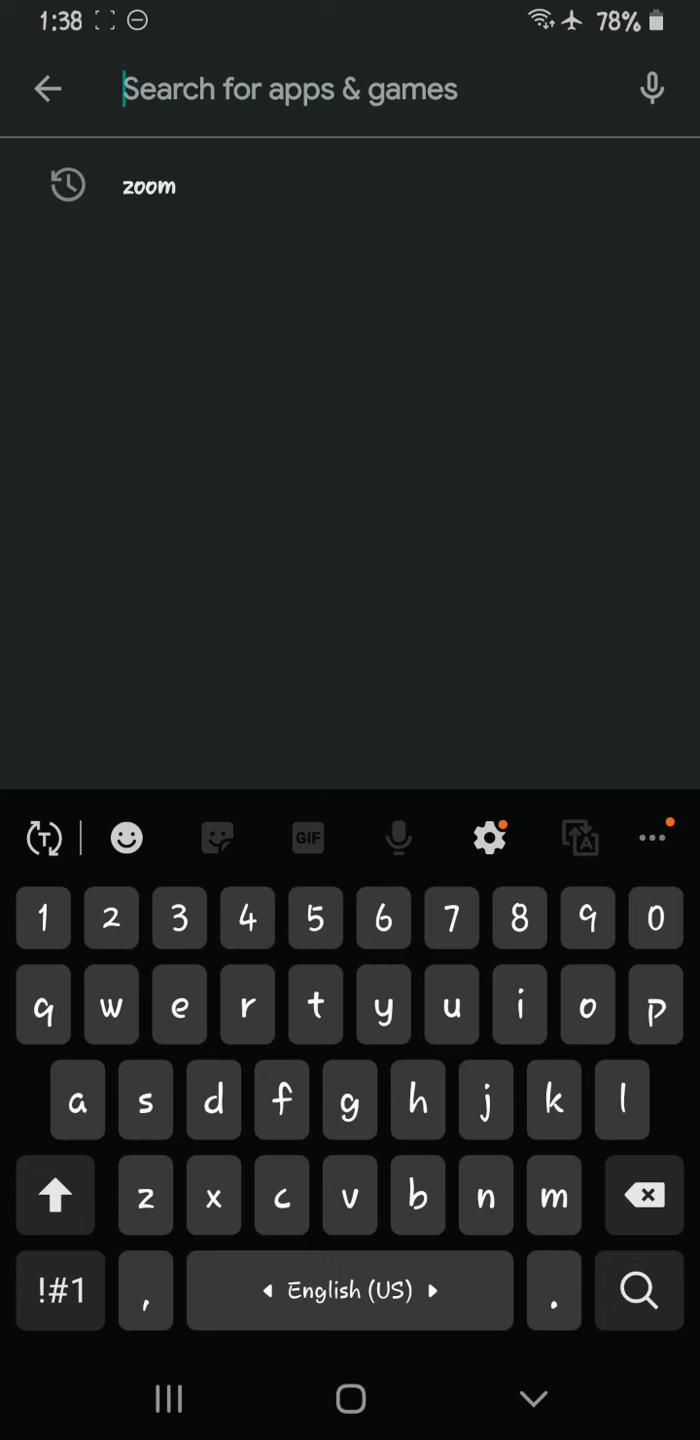 1:38 78%
Search for apps & games
zoom
T GIF A
1 2 3 4 5 6 7 8 9 0
q w e r t y u i o p
a s d f g h j k l
z x c v b n m
!#1 , English (US) .